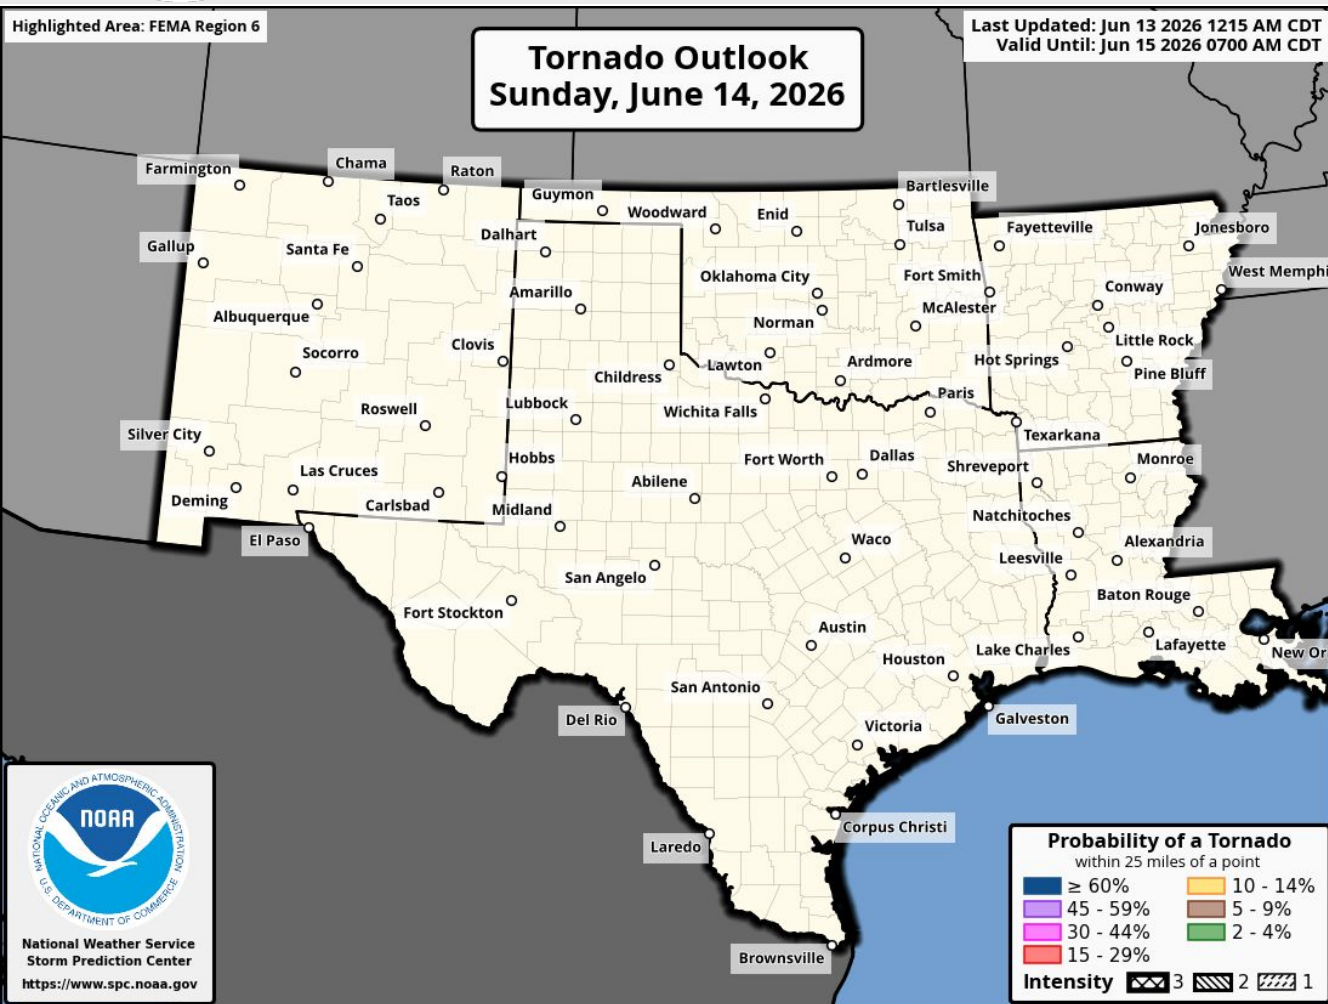 Highlighted Area: FEMA Region 6
Last Updated: Jun 13 2026 1215 AM CDT
Valid Until: Jun 15 2026 0700 AM CDT
Tornado Outlook
Sunday, June 14, 2026
Farmington
Chama
Raton
Taos
Guymon
Woodward
Enid
Bartlesville
Tulsa
Fayetteville
Jonesboro
Gallup
Santa Fe
Dalhart
Oklahoma City
Fort Smith
West Memphi
Amarillo
Conway
Albuquerque
Norman
McAlester
Little Rock
Socorro
Clovis
Childress
Lawton
Ardmore
Hot Springs
Pine Bluff
Roswell
Lubbock
Wichita Falls
Paris
Texarkana
Silver City
Las Cruces
Hobbs
Abilene
Fort Worth
Dallas
Shreveport
Monroe
Deming
Carlsbad
Midland
Natchitoches
El Paso
Waco
Alexandria
San Angelo
Leesville
Fort Stockton
Baton Rouge
Austin
Lake Charles
Lafayette
New Or
Houston
San Antonio
Del Rio
Victoria
Galveston
Corpus Christi
Laredo
Brownsville
NATIONAL OCEANIC AND ATMOSPHERIC ADMINISTRATION
NOAA
U.S. DEPARTMENT OF COMMERCE
National Weather Service
Storm Prediction Center
https://www.spc.noaa.gov
Probability of a Tornado
within 25 miles of a point
≥ 60%
10 - 14%
45 - 59%
5 - 9%
30 - 44%
2 - 4%
15 - 29%
Intensity 3 2 1